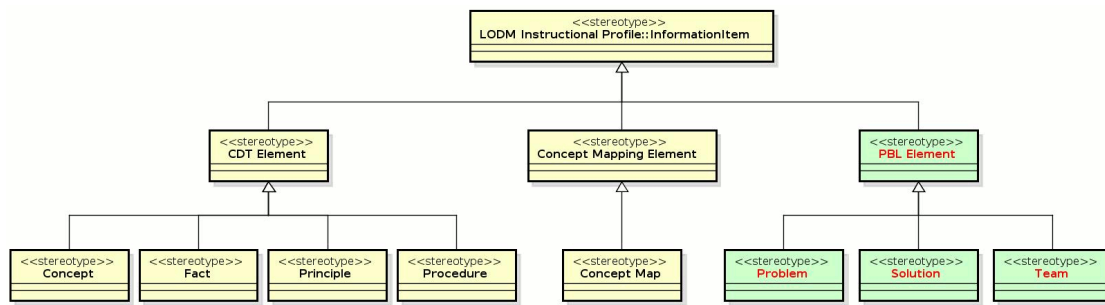 <<stereotype>>
LODM Instructional Profile::InformationItem
<<stereotype>>
CDT Element
<<stereotype>>
Concept Mapping Element
<<stereotype>>
PBL Element
<<stereotype>>
Concept
<<stereotype>>
Fact
<<stereotype>>
Principle
<<stereotype>>
Procedure
<<stereotype>>
Concept Map
<<stereotype>>
Problem
<<stereotype>>
Solution
<<stereotype>>
Team